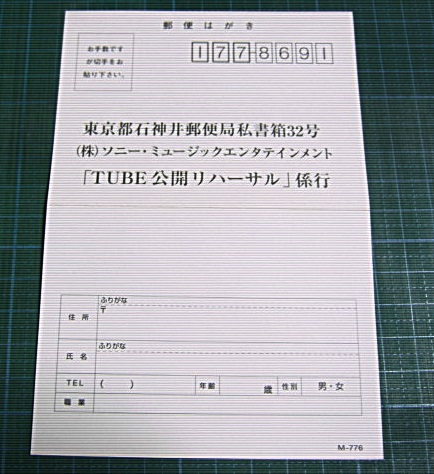 郵便はがき
お手数です
が切手をお
貼り下さい。
177-8691
東京都石神井郵便局私書箱32号
(株)ソニー・ミュージックエンタテインメント
「TUBE公開リハーサル」係行
ふりがな
住所 〒
ふりがな
氏名
TEL ( ) 年齢 歳 性別 男・女
職業
M-776